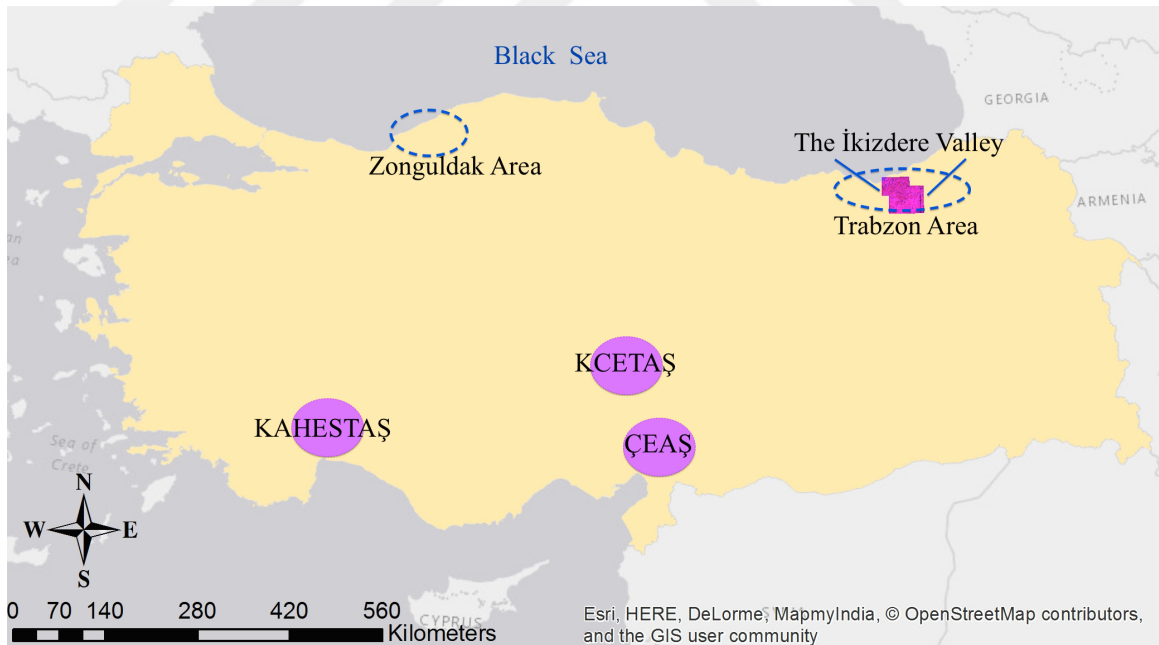 Black Sea
GEORGIA
The İkizdere Valley
Zonguldak Area
ARMENIA
Trabzon Area
KCETAŞ
KAHESTAŞ
ÇEAŞ
Sea of
Crete
N
W E
S
0 70 140 280 420 560
Kilometers
CYPRUS
Esri, HERE, DeLorme, MapmyIndia, © OpenStreetMap contributors,
and the GIS user community